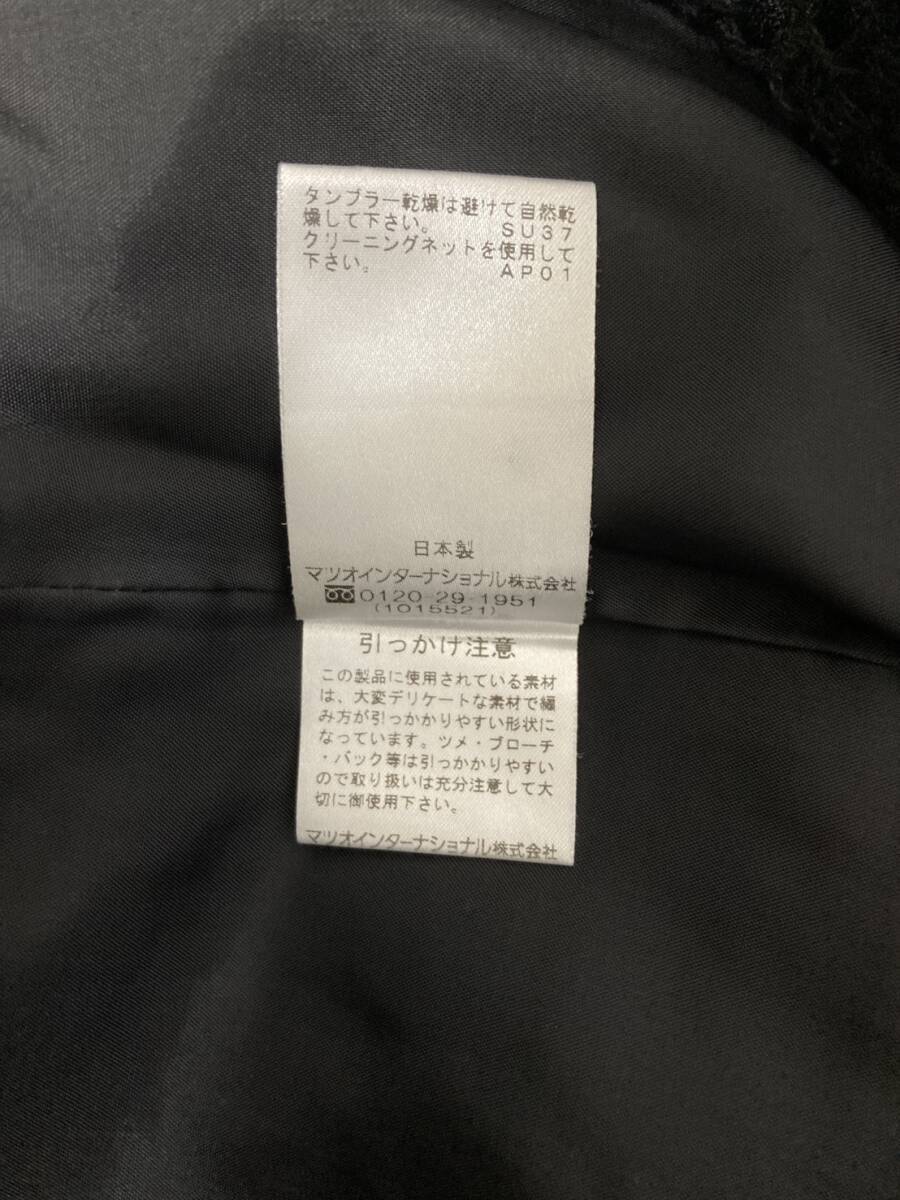 タンブラー乾燥は避けて自然乾
燥して下さい。 SU37
クリーニングネットを使用して
下さい。 AP01
日本製
マツオインターナショナル株式会社
0120-29-1951
(1015521)
引っかけ注意
この製品に使用されている素材
は、大変デリケートな素材で編
み方が引っかかりやすい形状に
なっています。ツメ・ブローチ
・バック等は引っかかりやすい
ので取り扱いは充分注意して大
切に御使用下さい。
マツオインターナショナル株式会社